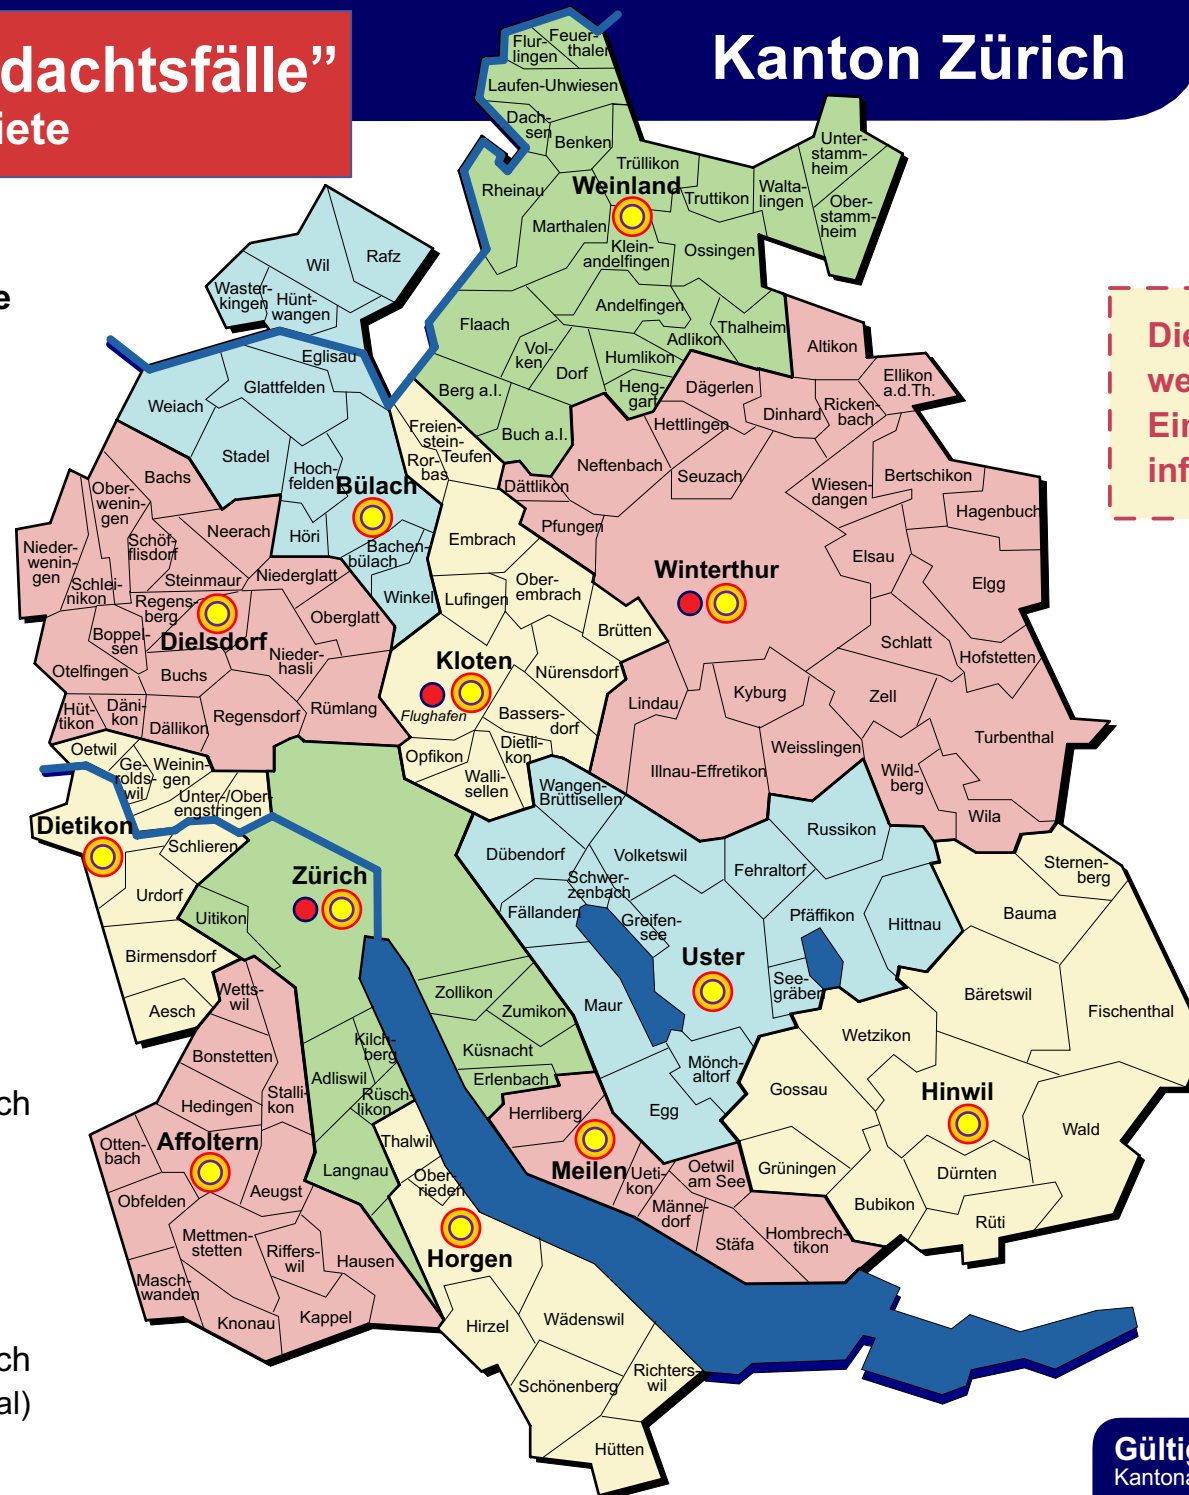 dachtsfälle”
iete
Kanton Zürich
e
Die
we
Ein
inf
Flur-
lingen
Feuer-
thalen
Laufen-Uhwiesen
Dach-
sen
Benken
Trüllikon
Rheinau
Weinland
Truttikon
Walta-
lingen
Unter-
stamm-
heim
Ober-
stamm-
heim
Marthalen
Klein-
andelfingen
Ossingen
Andelfingen
Flaach
Adlikon
Thalheim
Vol-
ken
Dorf
Humlikon
Berg a.I.
Heng-
gart
Buch a.I.
Wil
Rafz
Waster-
kingen
Hünt-
wangen
Eglisau
Glattfelden
Weiach
Stadel
Hoch-
felden
Bülach
Höri
Bachen-
bülach
Winkel
Freien-
stein-
Teufen
Ror-
bas
Embrach
Lufingen
Ober-
embrach
Brütten
Kloten
Nürensdorf
Flughafen
Bassers-
dorf
Opfikon
Dietli-
kon
Walli-
sellen
Altikon
Ellikon
a.d.Th.
Dägerlen
Dinhard
Ricken-
bach
Hettlingen
Neftenbach
Seuzach
Dättlikon
Pfungen
Wiesen-
dangen
Bertschikon
Hagenbuch
Elsau
Elgg
Winterthur
Schlatt
Hofstetten
Lindau
Kyburg
Zell
Weisslingen
Turbenthal
Illnau-Effretikon
Wild-
berg
Wila
Bachs
Ober-
wenin-
gen
Schöf-
flisdorf
Neerach
Nieder-
wenin-
gen
Schlei-
nikon
Steinmaur
Niederglatt
Regens-
berg
Oberglatt
Boppel-
sen
Dielsdorf
Otelfingen
Buchs
Nieder-
hasli
Hüt-
tikon
Däni-
kon
Dällikon
Regensdorf
Rümlang
Oetwil
Ge-
rolds-
wil
Weinin-
gen
Unter-/Ober-
engstringen
Dietikon
Schlieren
Urdorf
Uitikon
Birmensdorf
Aesch
Zürich
Zollikon
Zumikon
Küsnacht
Erlenbach
Kilch-
berg
Adliswil
Rüsch-
likon
Langnau
Wangen-
Brüttisellen
Dübendorf
Volketswil
Fehraltorf
Russikon
Schwer-
zenbach
Fällanden
Greifen-
see
Pfäffikon
Hittnau
Uster
See-
gräben
Maur
Mönch-
altorf
Egg
Sternen-
berg
Bauma
Bäretswil
Fischenthal
Wetzikon
Gossau
Hinwil
Wald
Grüningen
Dürnten
Bubikon
Rüti
Wetts-
wil
Bonstetten
Stalli-
kon
Hedingen
Otten-
bach
Affoltern
Obfelden
Aeugst
Mettmen-
stetten
Riffers-
wil
Hausen
Masch-
wanden
Knonau
Kappel
Herrliberg
Meilen
Ueti-
kon
Oetwil
am See
Männe-
dorf
Stäfa
Hombrech-
tikon
Thalwil
Ober-
rieden
Horgen
Hirzel
Wädenswil
Richters-
wil
Schönenberg
Hütten
ch
ch
al)
Gültig
Kantona